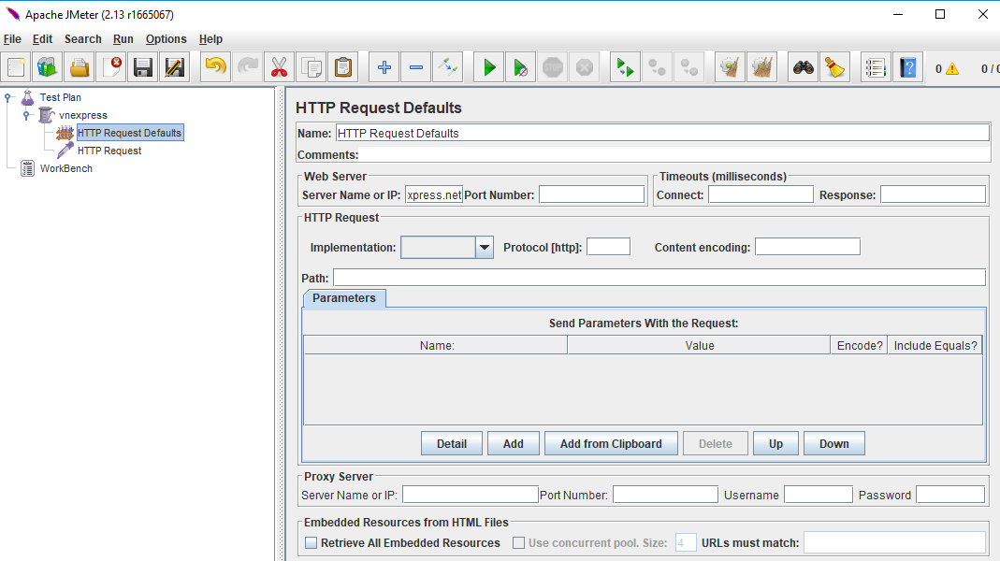 Apache JMeter (2.13 r1665067)
File Edit Search Run Options Help
STOP ? 0 0 / 0
Test Plan
vnexpress
HTTP Request Defaults
HTTP Request
WorkBench
HTTP Request Defaults
Name: HTTP Request Defaults
Comments:
Web Server
Server Name or IP: xpress.net Port Number:
Timeouts (milliseconds)
Connect: Response:
HTTP Request
Implementation: Protocol [http]: Content encoding:
Path:
Parameters
Send Parameters With the Request:
Name: Value Encode? Include Equals?
Detail Add Add from Clipboard Delete Up Down
Proxy Server
Server Name or IP: Port Number: Username Password
Embedded Resources from HTML Files
Retrieve All Embedded Resources Use concurrent pool. Size: 4 URLs must match: